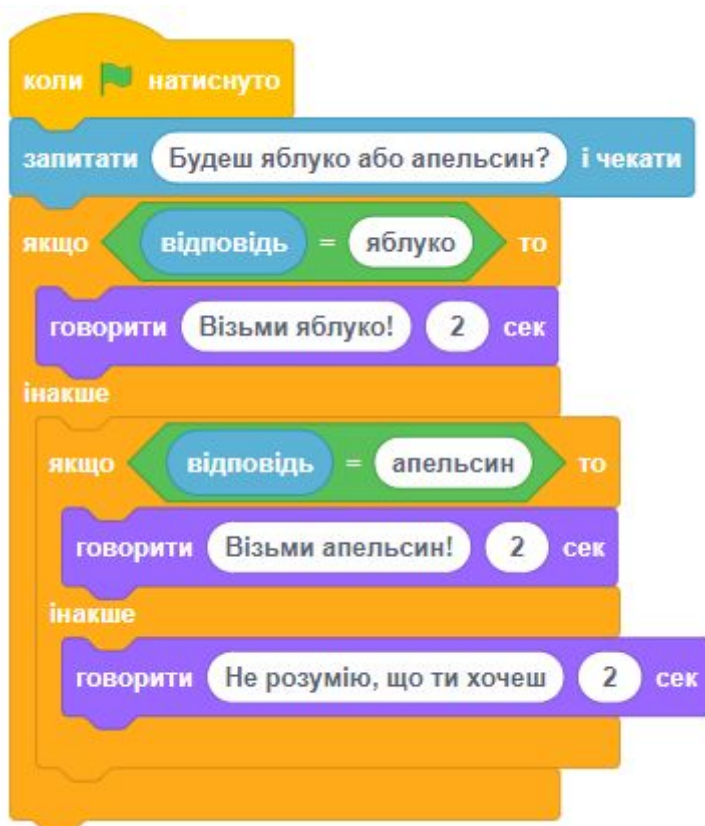 коли натиснуто
запитати Будеш яблуко або апельсин? і чекати
якщо відповідь = яблуко то
говорити Візьми яблуко! 2 сек
інакше
якщо відповідь = апельсин то
говорити Візьми апельсин! 2 сек
інакше
говорити Не розумію, що ти хочеш 2 сек